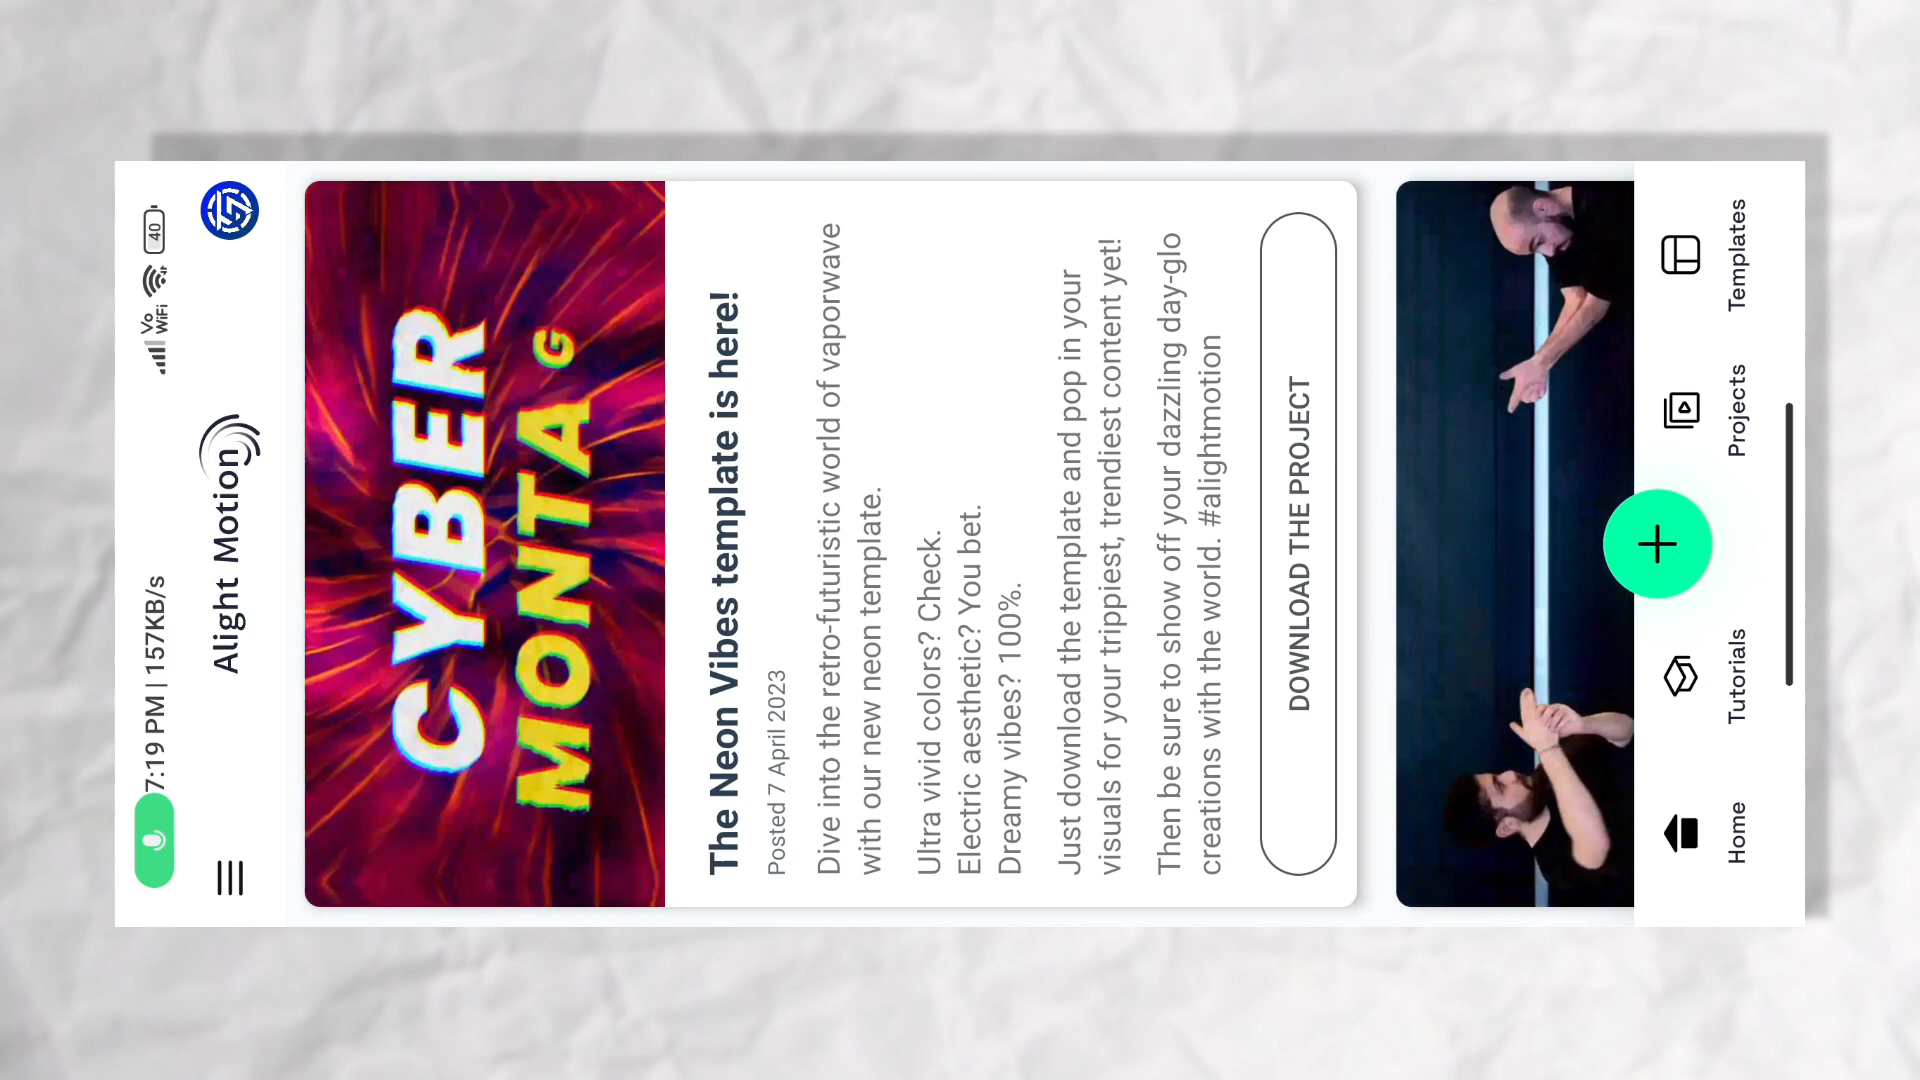 7:19 PM | 157KB/s
Vo
WiFi
40
Alight Motion
CYBER
MONTA G
The Neon Vibes template is here!
Posted 7 April 2023
Dive into the retro-futuristic world of vaporwave
with our new neon template.
Ultra vivid colors? Check.
Electric aesthetic? You bet.
Dreamy vibes? 100%.
Just download the template and pop in your
visuals for your trippiest, trendiest content yet!
Then be sure to show off your dazzling day-glo
creations with the world. #alightmotion
DOWNLOAD THE PROJECT
Home
Tutorials
Projects
Templates